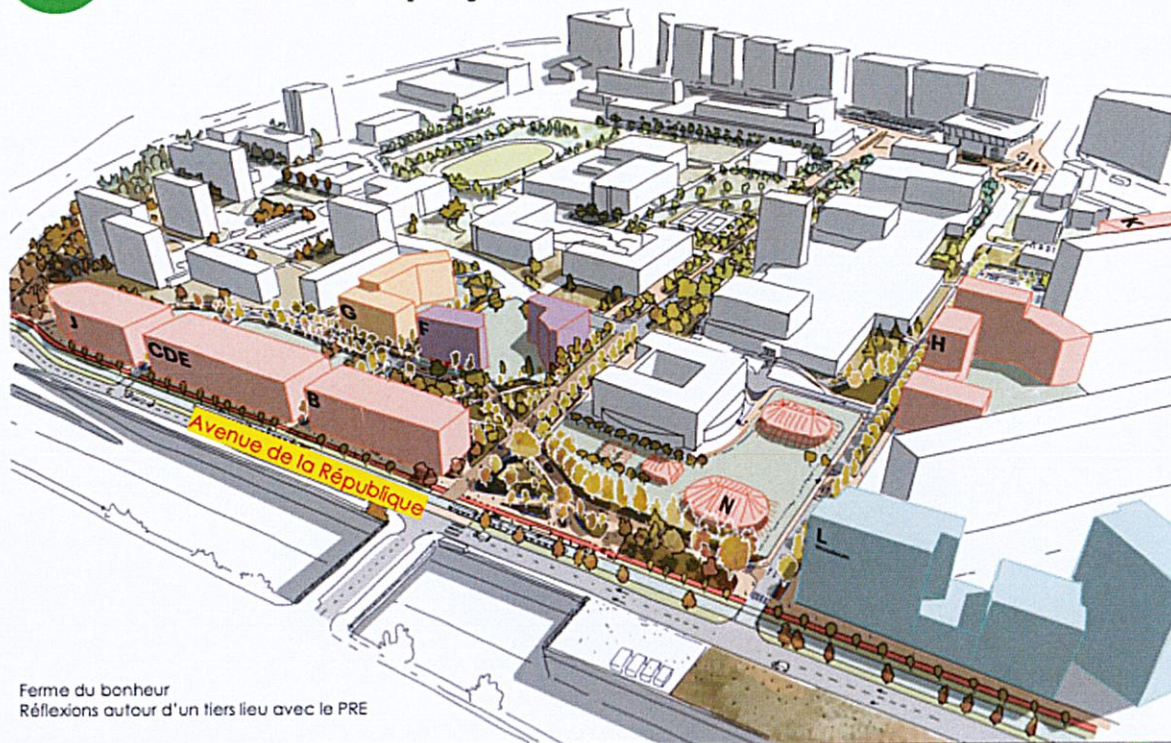 K
G
F
J
CDE
H
B
Avenue de la République
N
L
Ferme du bonheur
Réflexions autour d'un tiers lieu avec le PRE